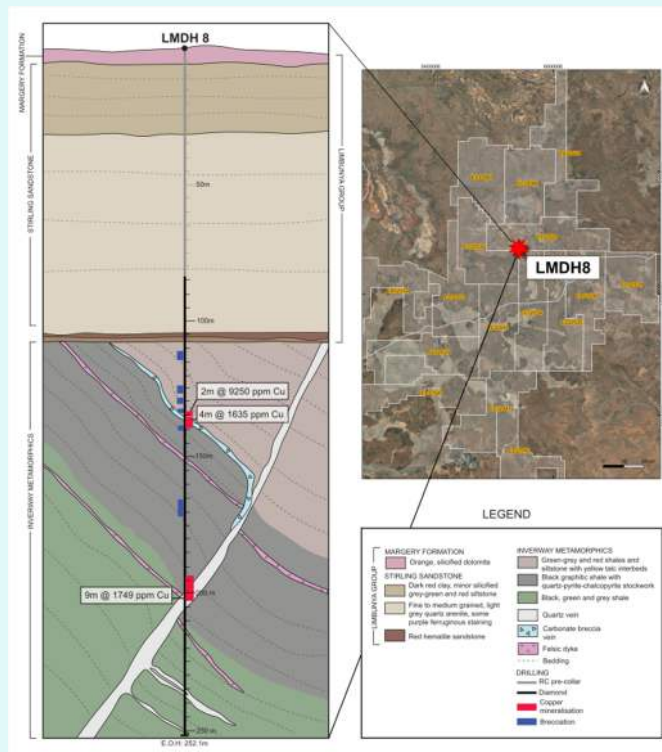 LMDH 8
MARGERY FORMATION
STIRLING SANDSTONE
LIMBUNYA GROUP
50m
100m
INVERWAY METAMORPHICS
2m @ 9250 ppm Cu
4m @ 1635 ppm Cu
150m
9m @ 1749 ppm Cu
200m
250m
E.O.H: 252.1m
LMDH8
LEGEND
LIMBUNYA GROUP
MARGERY FORMATION
Orange, silicified dolomite
STIRLING SANDSTONE
Dark red clay, minor silicified
grey-green and red siltstone
Fine to medium grained, light
grey quartz arenite, some
purple ferruginous staining
Red hematite sandstone
INVERWAY METAMORPHICS
Green-grey and red shales and
siltstone with yellow talc interbeds
Black graphitic shale with
quartz-pyrite-chalcopyrite stockwork
Black, green and grey shale
Quartz vein
Carbonate breccia
vein
Felsic dyke
Bedding
DRILLING
RC pre-collar
Diamond
Copper
mineralisation
Brecciation